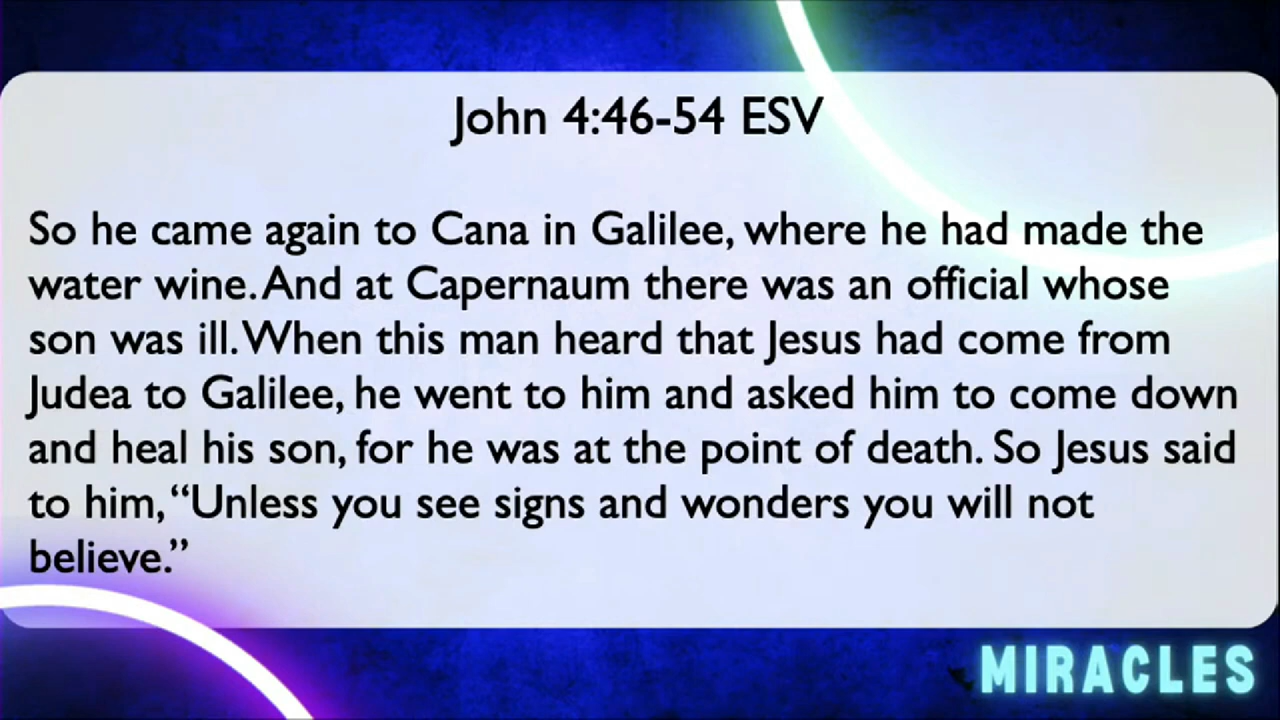 John 4:46-54 ESV
So he came again to Cana in Galilee, where he had made the
water wine. And at Capernaum there was an official whose
son was ill. When this man heard that Jesus had come from
Judea to Galilee, he went to him and asked him to come down
and heal his son, for he was at the point of death. So Jesus said
to him, “Unless you see signs and wonders you will not
believe.”
MIRACLES